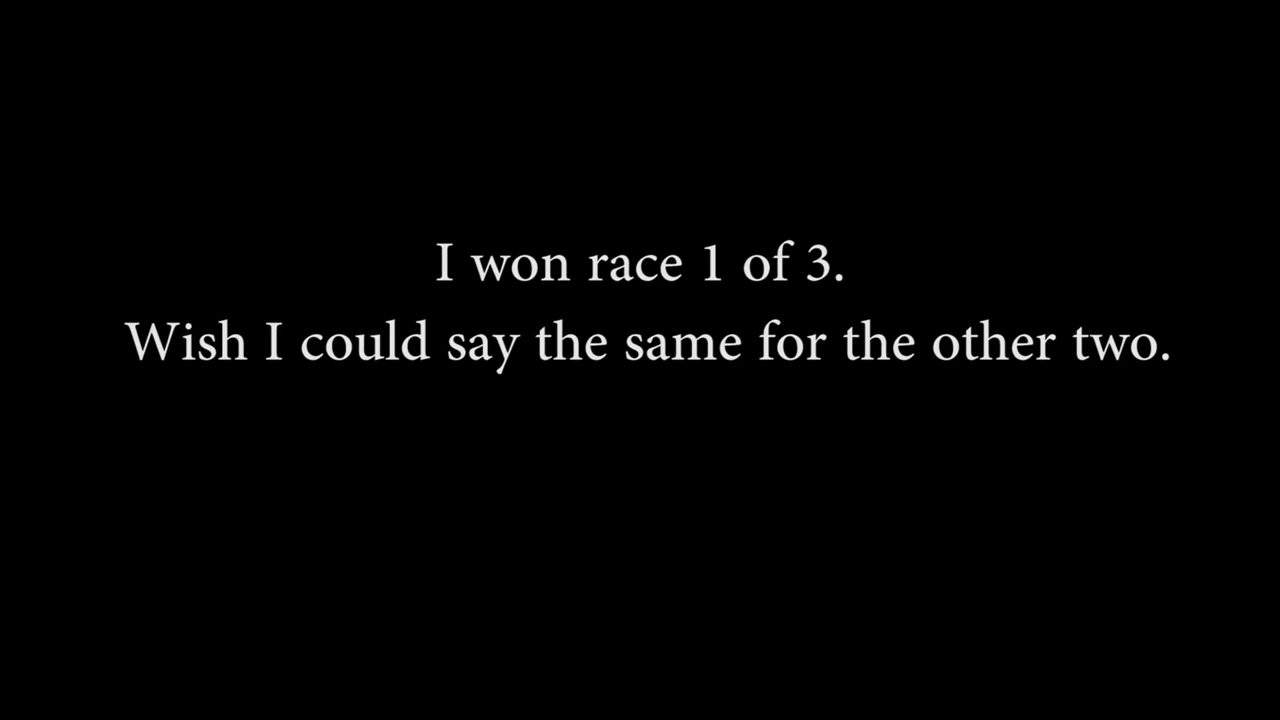 I won race 1 of 3.
Wish I could say the same for the other two.